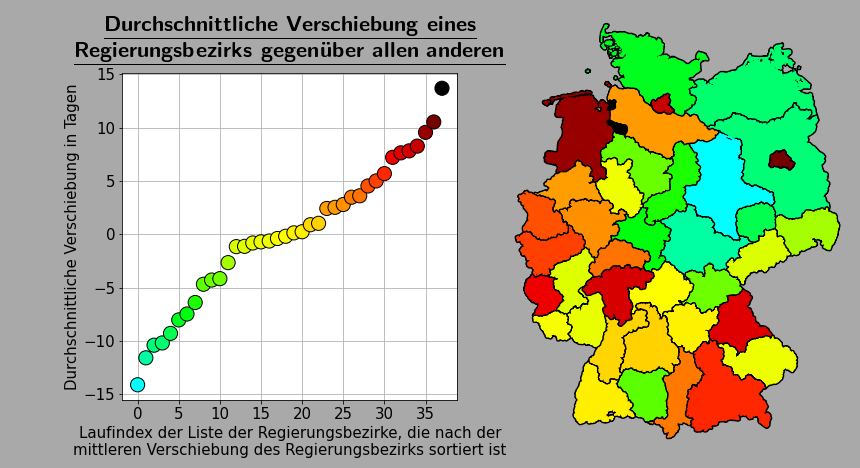 Durchschnittliche Verschiebung eines
Regierungsbezirks gegenüber allen anderen
Durchschnittliche Verschiebung in Tagen
15
10
5
0
−5
−10
−15
0 5 10 15 20 25 30 35
Laufindex der Liste der Regierungsbezirke, die nach der
mittleren Verschiebung des Regierungsbezirks sortiert ist